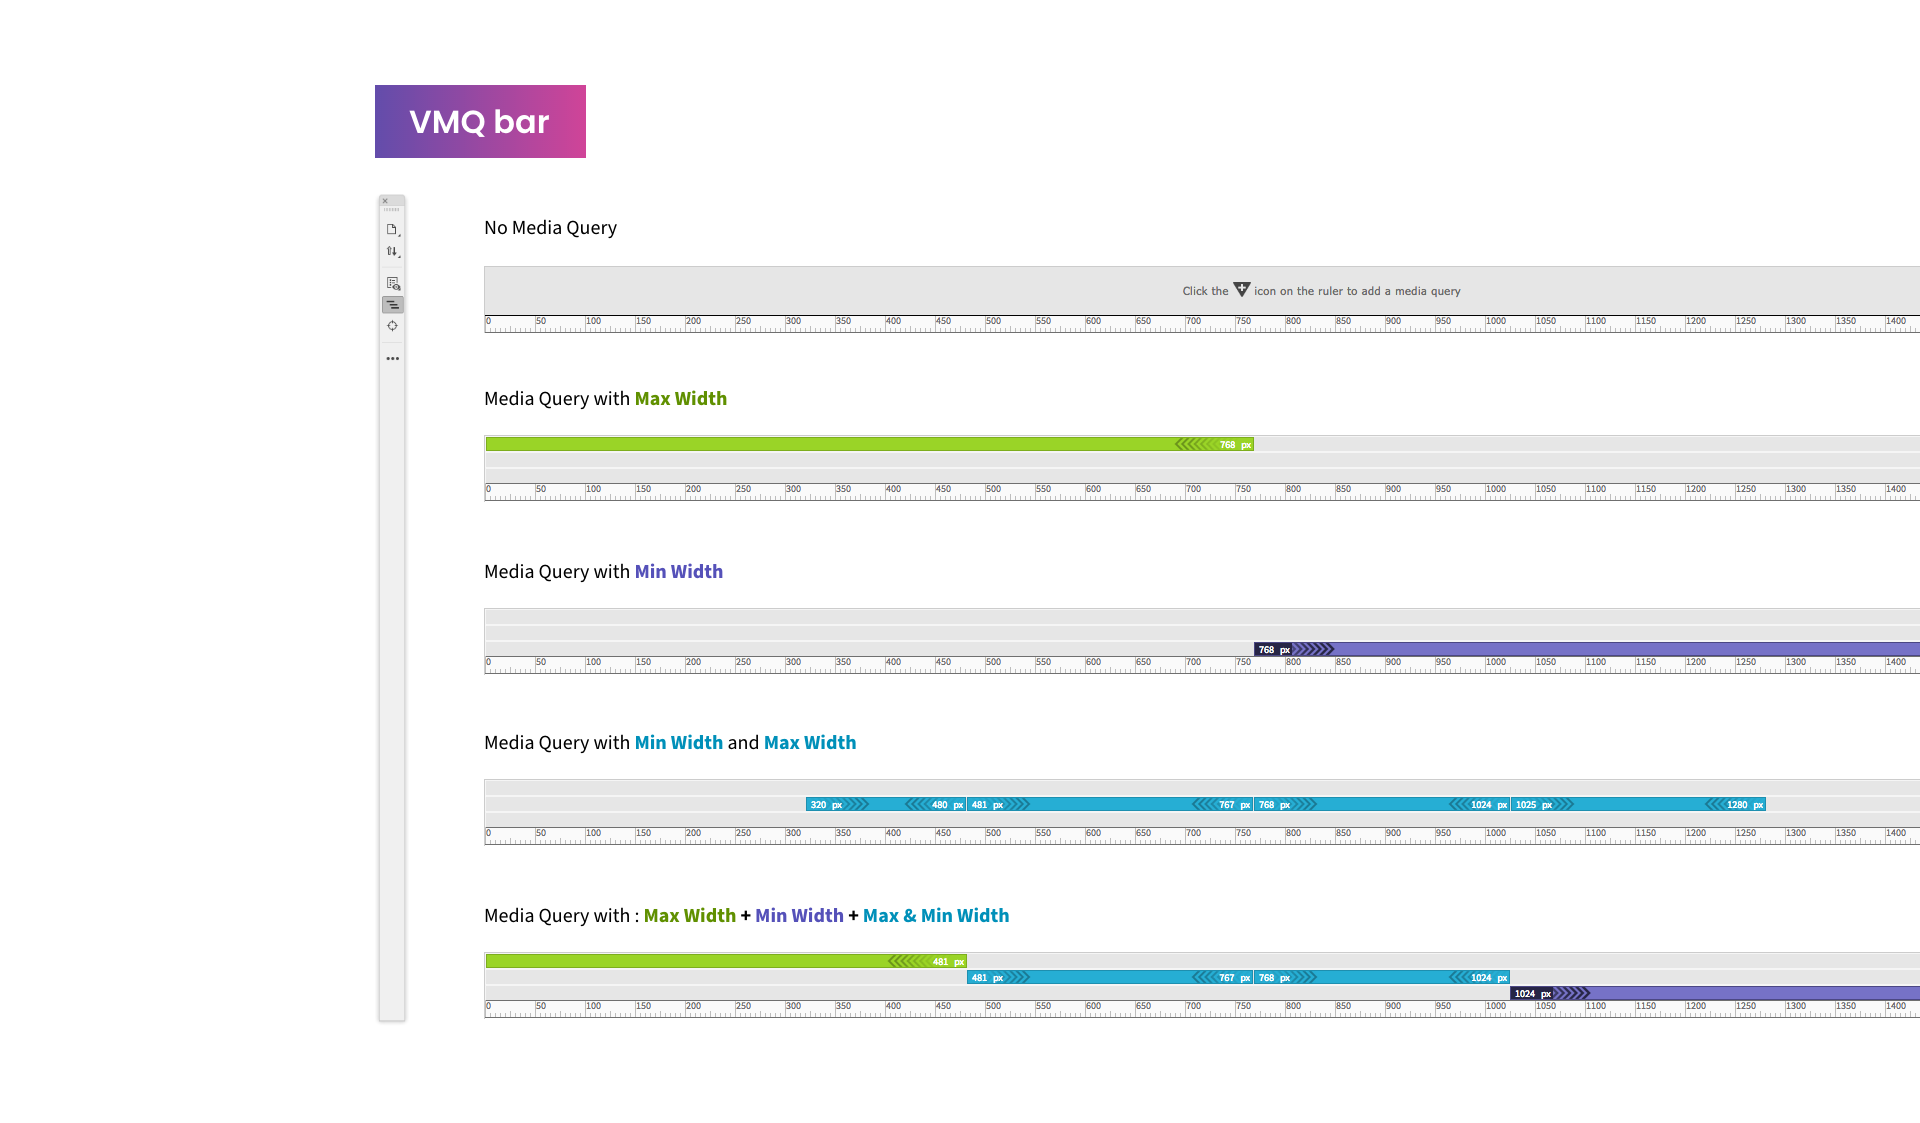 VMQ bar
No Media Query
Click the icon on the ruler to add a media query
0 50 100 150 200 250 300 350 400 450 500 550 600 650 700 750 800 850 900 950 1000 1050 1100 1150 1200 1250 1300 1350 1400
Media Query with Max Width
768 px
0 50 100 150 200 250 300 350 400 450 500 550 600 650 700 750 800 850 900 950 1000 1050 1100 1150 1200 1250 1300 1350 1400
Media Query with Min Width
768 px
0 50 100 150 200 250 300 350 400 450 500 550 600 650 700 750 800 850 900 950 1000 1050 1100 1150 1200 1250 1300 1350 1400
Media Query with Min Width and Max Width
320 px 480 px 481 px 767 px 768 px 1024 px 1025 px 1280 px
0 50 100 150 200 250 300 350 400 450 500 550 600 650 700 750 800 850 900 950 1000 1050 1100 1150 1200 1250 1300 1350 1400
Media Query with : Max Width + Min Width + Max & Min Width
481 px
481 px 767 px 768 px 1024 px
1024 px
0 50 100 150 200 250 300 350 400 450 500 550 600 650 700 750 800 850 900 950 1000 1050 1100 1150 1200 1250 1300 1350 1400